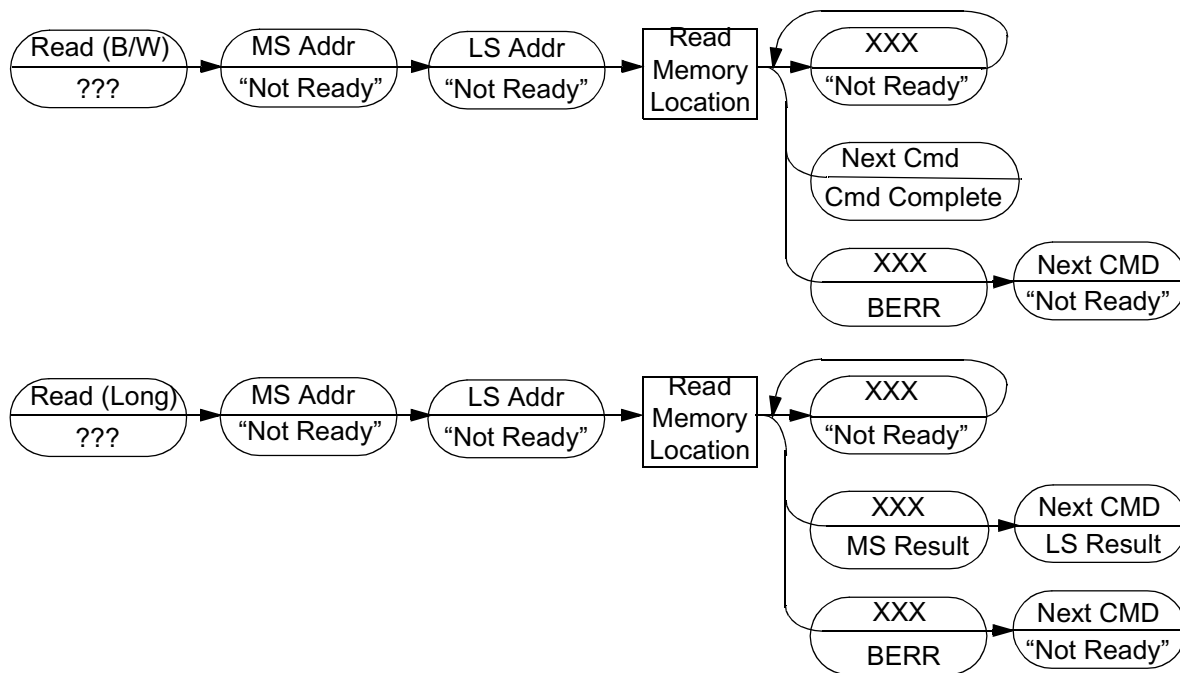 Read (B/W)
???
MS Addr
“Not Ready”
LS Addr
“Not Ready”
Read
Memory
Location
XXX
“Not Ready”
Next Cmd
Cmd Complete
XXX
BERR
Next CMD
“Not Ready”
Read (Long)
???
MS Addr
“Not Ready”
LS Addr
“Not Ready”
Read
Memory
Location
XXX
“Not Ready”
XXX
MS Result
Next CMD
LS Result
XXX
BERR
Next CMD
“Not Ready”